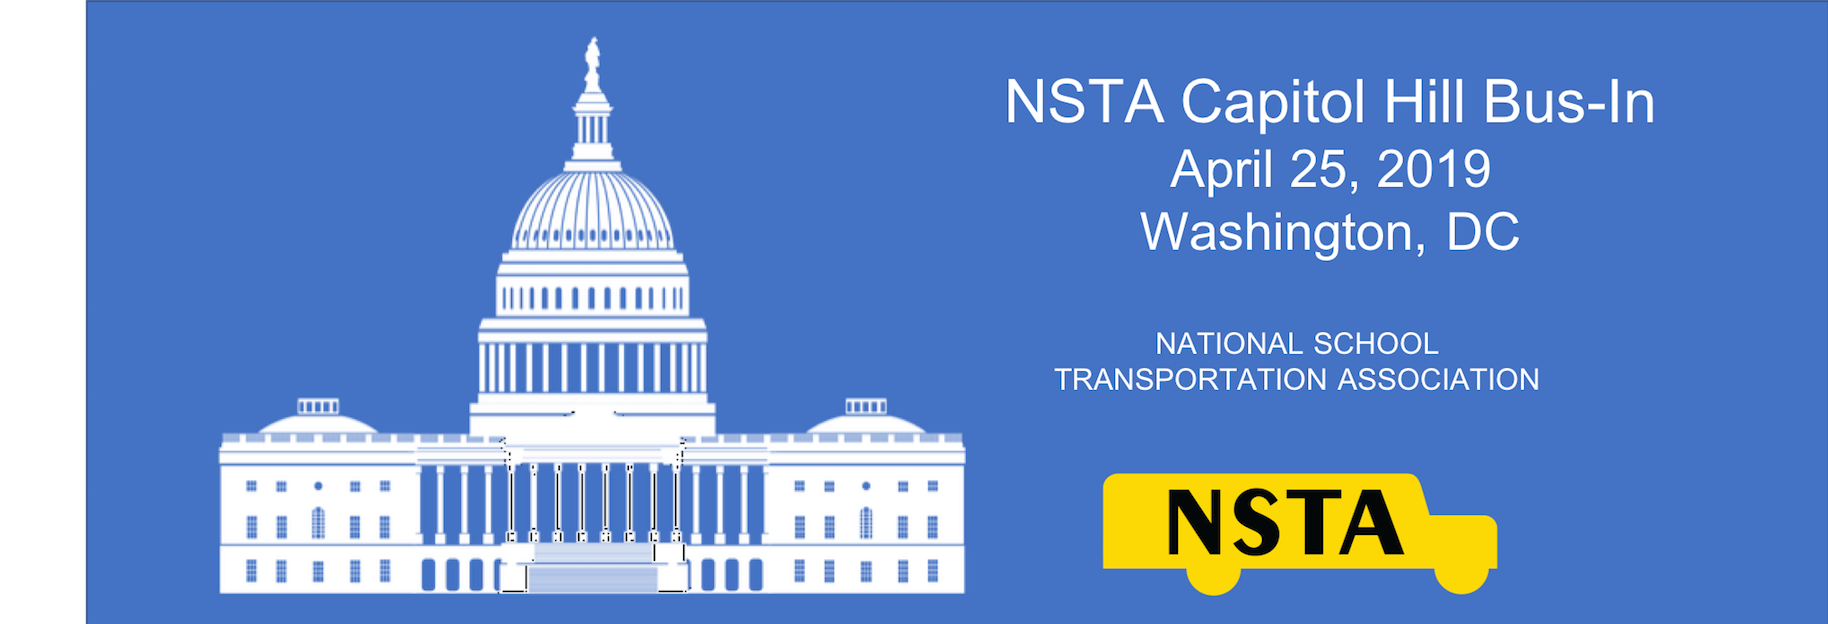 NSTA Capitol Hill Bus-In
April 25, 2019
Washington, DC
NATIONAL SCHOOL
TRANSPORTATION ASSOCIATION
NSTA